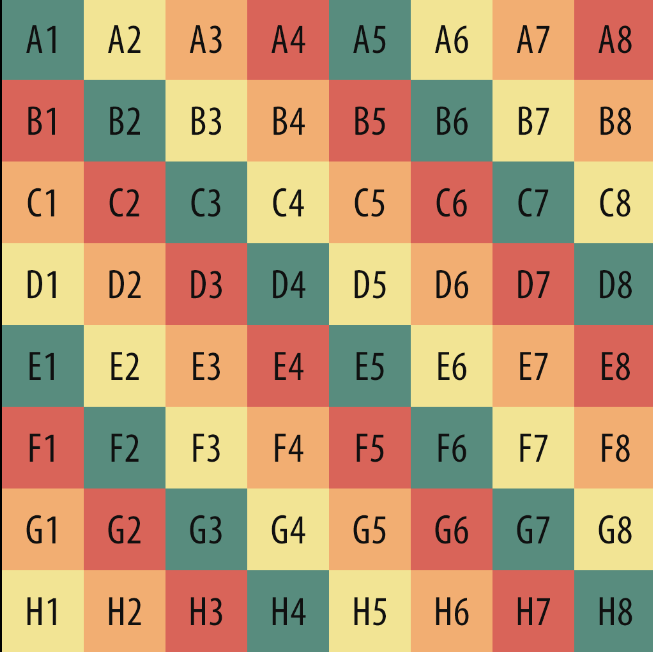 A1 A2 A3 A4 A5 A6 A7 A8
B1 B2 B3 B4 B5 B6 B7 B8
C1 C2 C3 C4 C5 C6 C7 C8
D1 D2 D3 D4 D5 D6 D7 D8
E1 E2 E3 E4 E5 E6 E7 E8
F1 F2 F3 F4 F5 F6 F7 F8
G1 G2 G3 G4 G5 G6 G7 G8
H1 H2 H3 H4 H5 H6 H7 H8